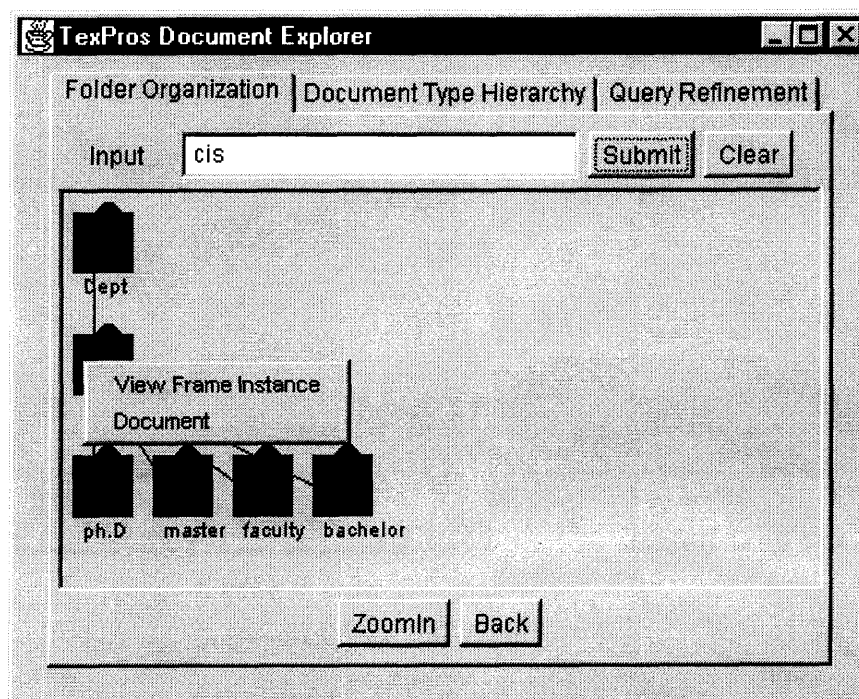 TexPros Document Explorer
Folder Organization Document Type Hierarchy Query Refinement
Input cis Submit Clear
Dept
View Frame Instance
Document
ph.D master faculty bachelor
ZoomIn Back